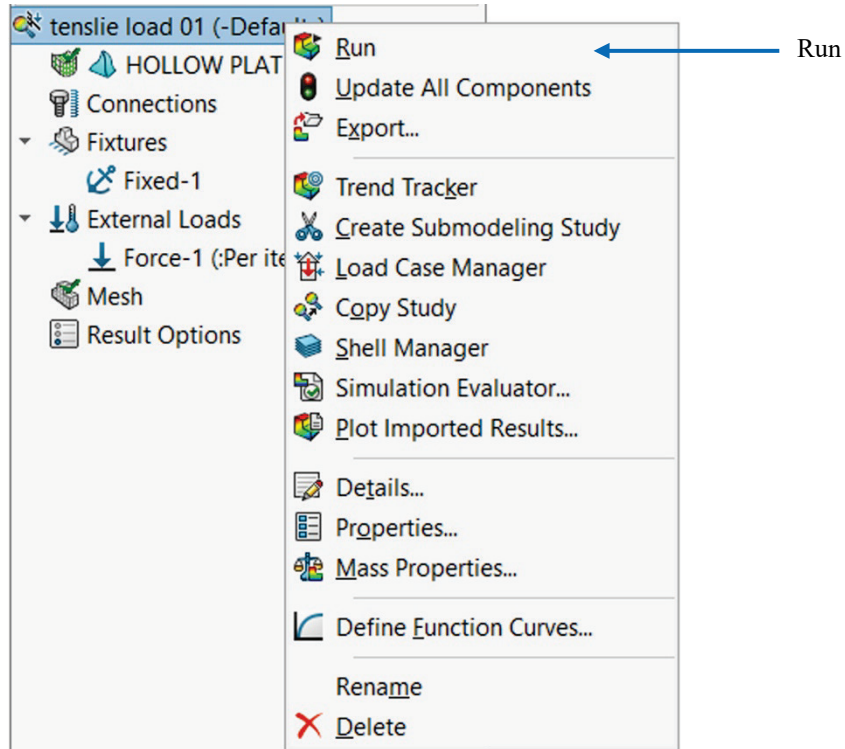 tenslie load 01 (-Default-)
HOLLOW PLAT
Connections
Fixtures
Fixed-1
External Loads
Force-1 (:Per ite
Mesh
Result Options
Run
Update All Components
Export...
Trend Tracker
Create Submodeling Study
Load Case Manager
Copy Study
Shell Manager
Simulation Evaluator...
Plot Imported Results...
Details...
Properties...
Mass Properties...
Define Function Curves...
Rename
Delete
Run